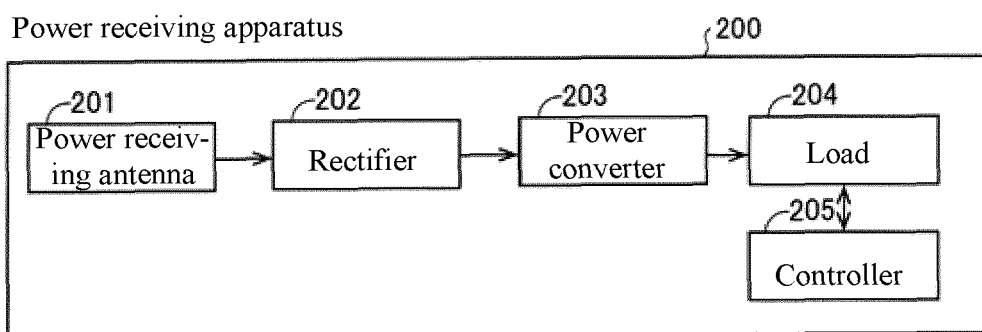 Power receiving apparatus
200
201
202
203
204
Power receiv-
ing antenna
Rectifier
Power
converter
Load
205
Controller